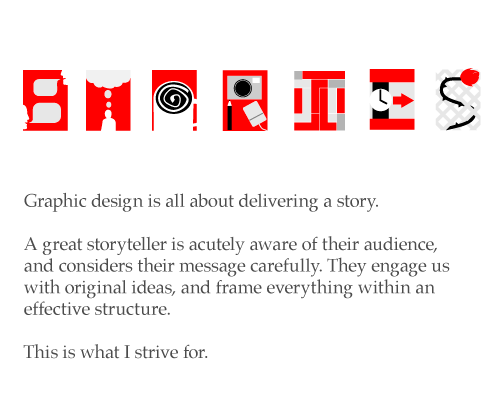 STORIES
Graphic design is all about delivering a story.
A great storyteller is acutely aware of their audience,
and considers their message carefully. They engage us
with original ideas, and frame everything within an
effective structure.
This is what I strive for.